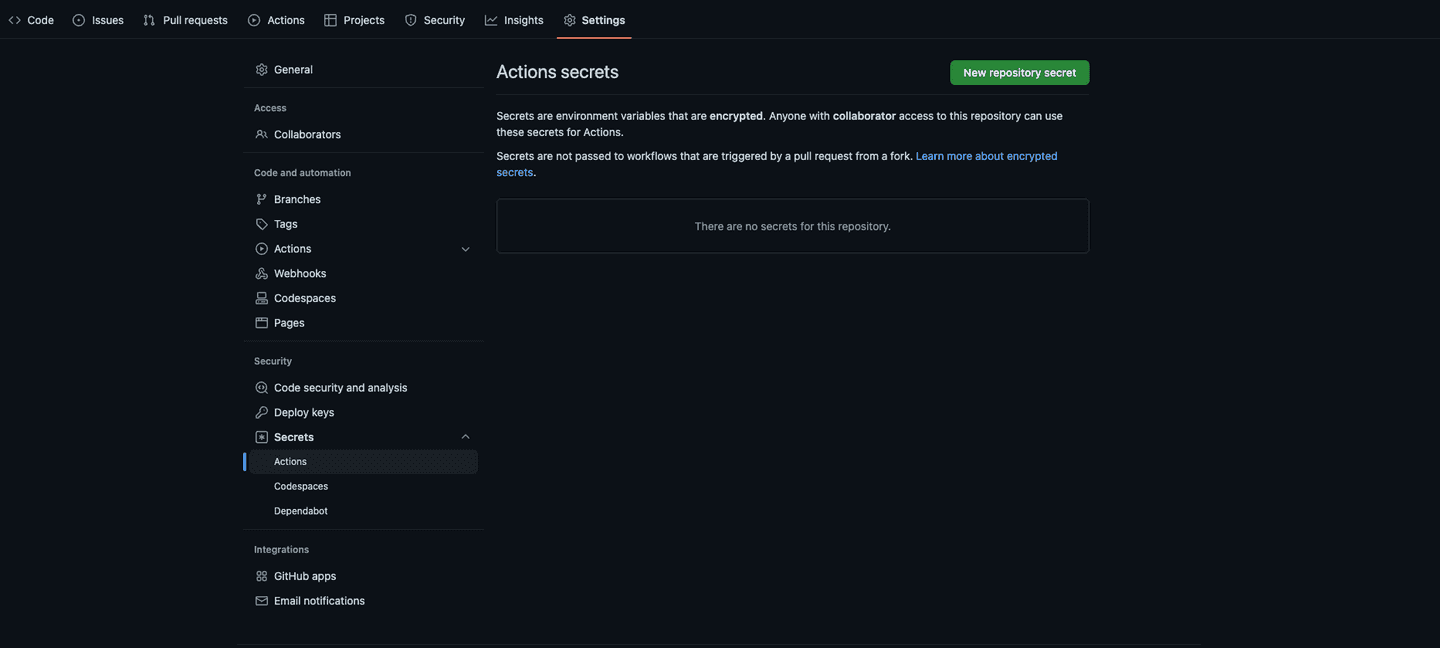 Code Issues Pull requests Actions Projects Security Insights Settings
General
Access
Collaborators
Code and automation
Branches
Tags
Actions
Webhooks
Codespaces
Pages
Security
Code security and analysis
Deploy keys
Secrets
Actions
Codespaces
Dependabot
Integrations
GitHub apps
Email notifications
Actions secrets
New repository secret
Secrets are environment variables that are encrypted. Anyone with collaborator access to this repository can use
these secrets for Actions.
Secrets are not passed to workflows that are triggered by a pull request from a fork. Learn more about encrypted
secrets.
There are no secrets for this repository.